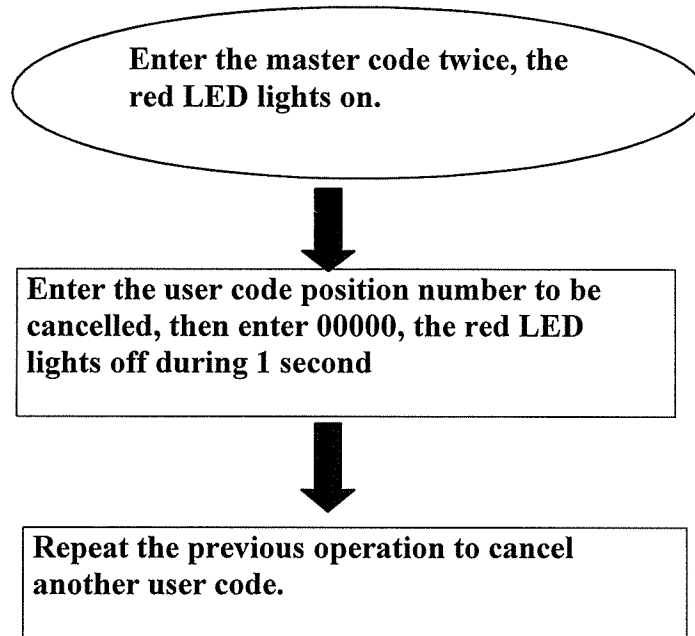 Enter the master code twice, the
red LED lights on.
Enter the user code position number to be
cancelled, then enter 00000, the red LED
lights off during 1 second
Repeat the previous operation to cancel
another user code.